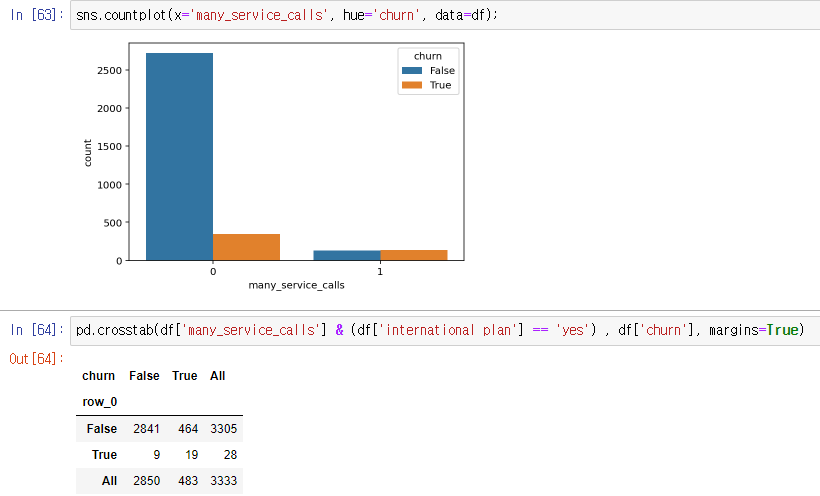 In [63]: sns.countplot(x='many_service_calls', hue='churn', data=df);
churn
False
True
2500
2000
1500
1000
500
0
count
0 1
many_service_calls
In [64]: pd.crosstab(df['many_service_calls'] & (df['international plan'] == 'yes') , df['churn'], margins=True)
Out[64]:
churn False True All
row_0
False 2841 464 3305
True 9 19 28
All 2850 483 3333